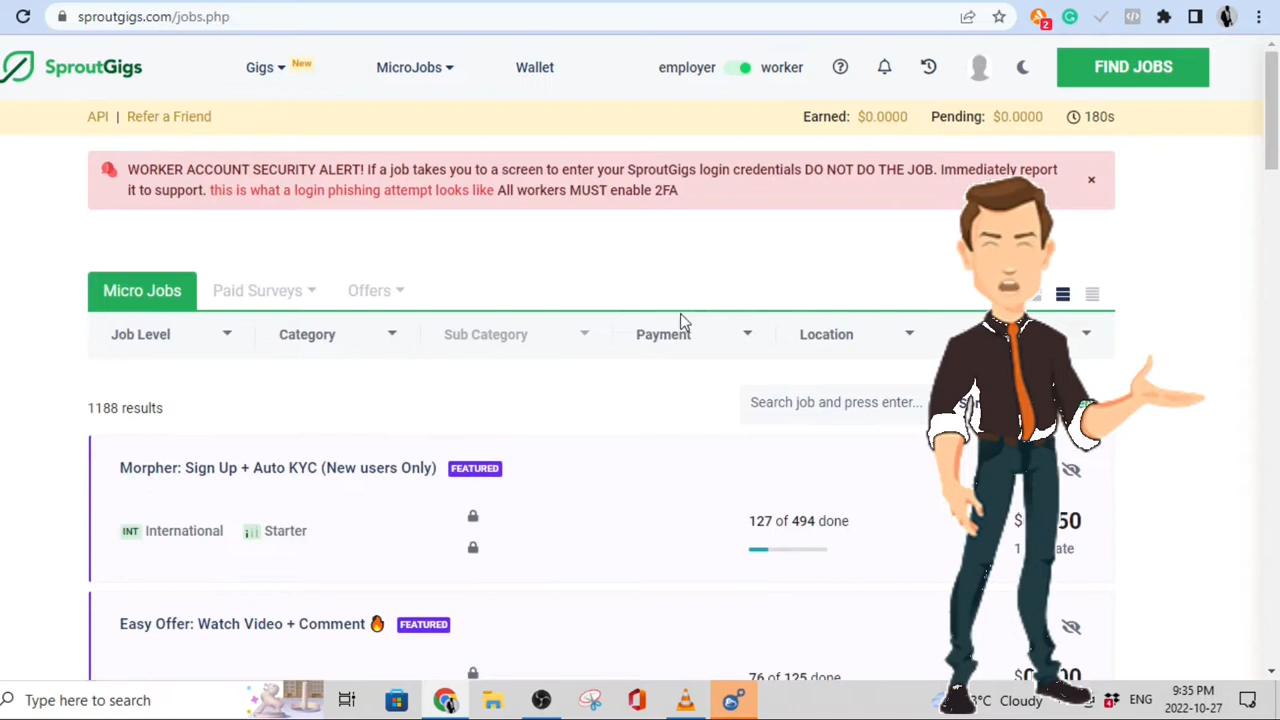 sproutgigs.com/jobs.php
2
SproutGigs
Gigs New MicroJobs Wallet employer worker FIND JOBS
API | Refer a Friend Earned: $0.0000 Pending: $0.0000 180s
WORKER ACCOUNT SECURITY ALERT! If a job takes you to a screen to enter your SproutGigs login credentials DO NOT DO THE JOB. Immediately report
it to support. this is what a login phishing attempt looks like All workers MUST enable 2FA
Micro Jobs Paid Surveys Offers
Job Level Category Sub Category Payment Location
1188 results Search job and press enter...
Morpher: Sign Up + Auto KYC (New users Only) FEATURED
INT International Starter 127 of 494 done
Easy Offer: Watch Video + Comment 🔥 FEATURED
76 of 125 done
Type here to search Cloudy 4 ENG 9:35 PM
2022-10-27